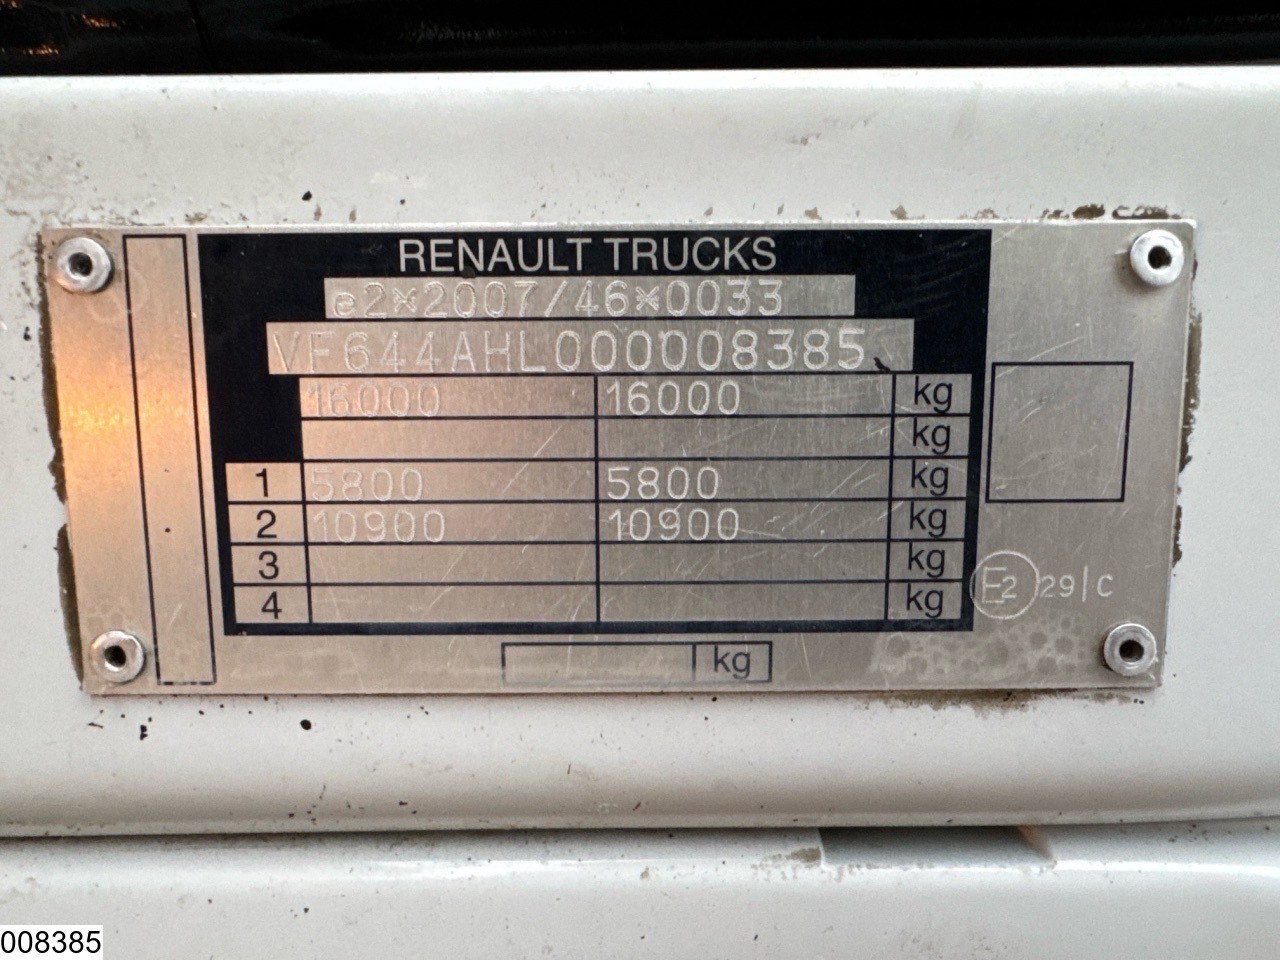 RENAULT TRUCKS
e2*2007/46*0033
VF644AHL000008385
16000 16000 kg
kg
1 5800 5800 kg
2 10900 10900 kg
3 kg
4 kg
E2 29|C
kg
008385